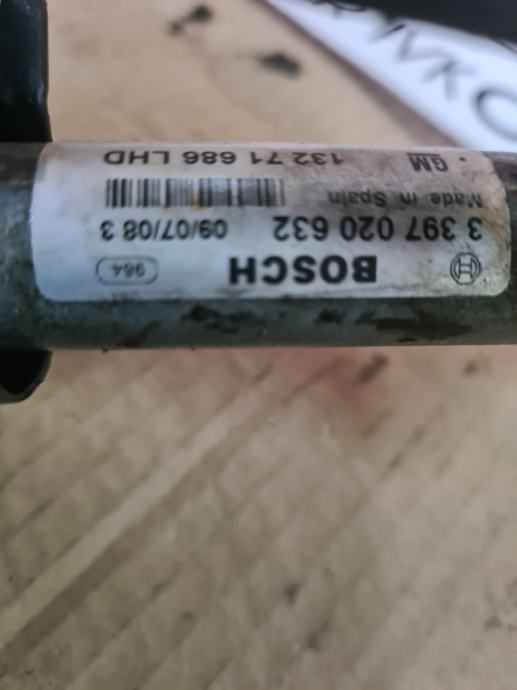 BOSCH 964
3 397 020 632 09/07/08 3
Made in Spain
GM 132 71 686 LHD